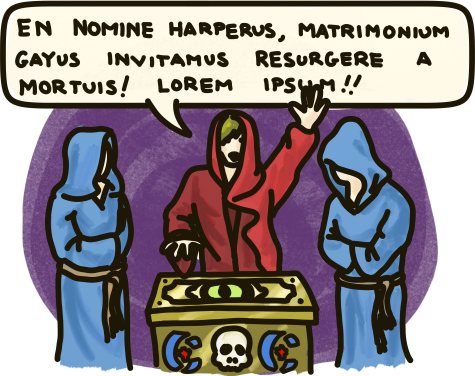 EN NOMINE HARPERUS, MATRIMONIUM
GAYUS INVITAMUS RESURGERE A
MORTUIS! LOREM IPSUM!!